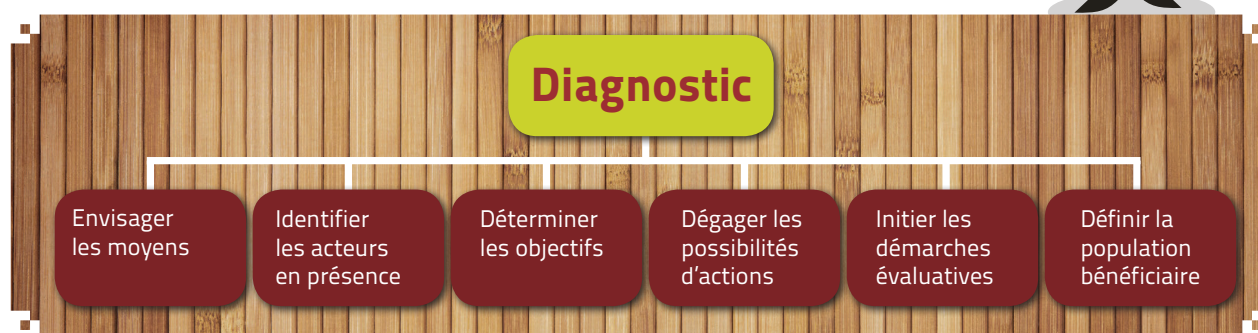 Diagnostic
Envisager
les moyens
Identifier
les acteurs
en présence
Déterminer
les objectifs
Dégager les
possibilités
d’actions
Initier les
démarches
évaluatives
Définir la
population
bénéficiaire